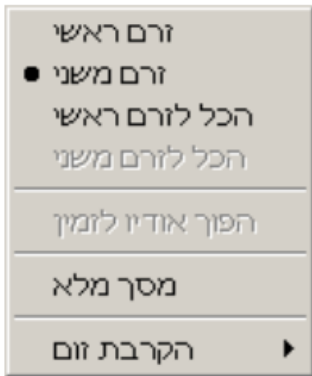 זרם ראשי
זרם משני
הכל לזרם ראשי
הכל לזרם משני
הפוך אודיו לזמין
מסך מלא
הקרבת זום